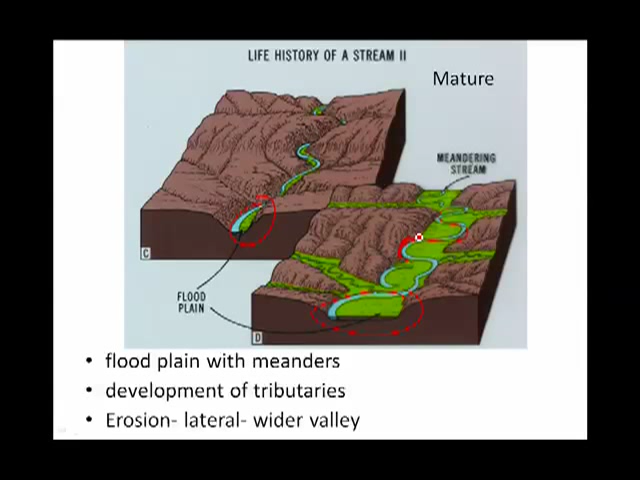 LIFE HISTORY OF A STREAM II
Mature
MEANDERING
STREAM
C
FLOOD
PLAIN
D
• flood plain with meanders
• development of tributaries
• Erosion- lateral- wider valley